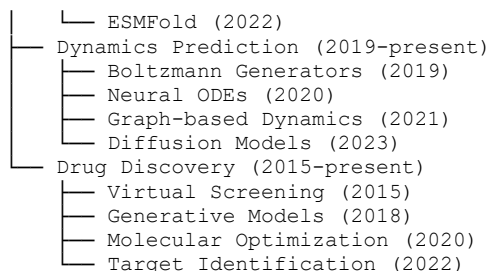 │   └── ESMFold (2022)
├── Dynamics Prediction (2019-present)
│   ├── Boltzmann Generators (2019)
│   ├── Neural ODEs (2020)
│   ├── Graph-based Dynamics (2021)
│   └── Diffusion Models (2023)
└── Drug Discovery (2015-present)
    ├── Virtual Screening (2015)
    ├── Generative Models (2018)
    ├── Molecular Optimization (2020)
    └── Target Identification (2022)